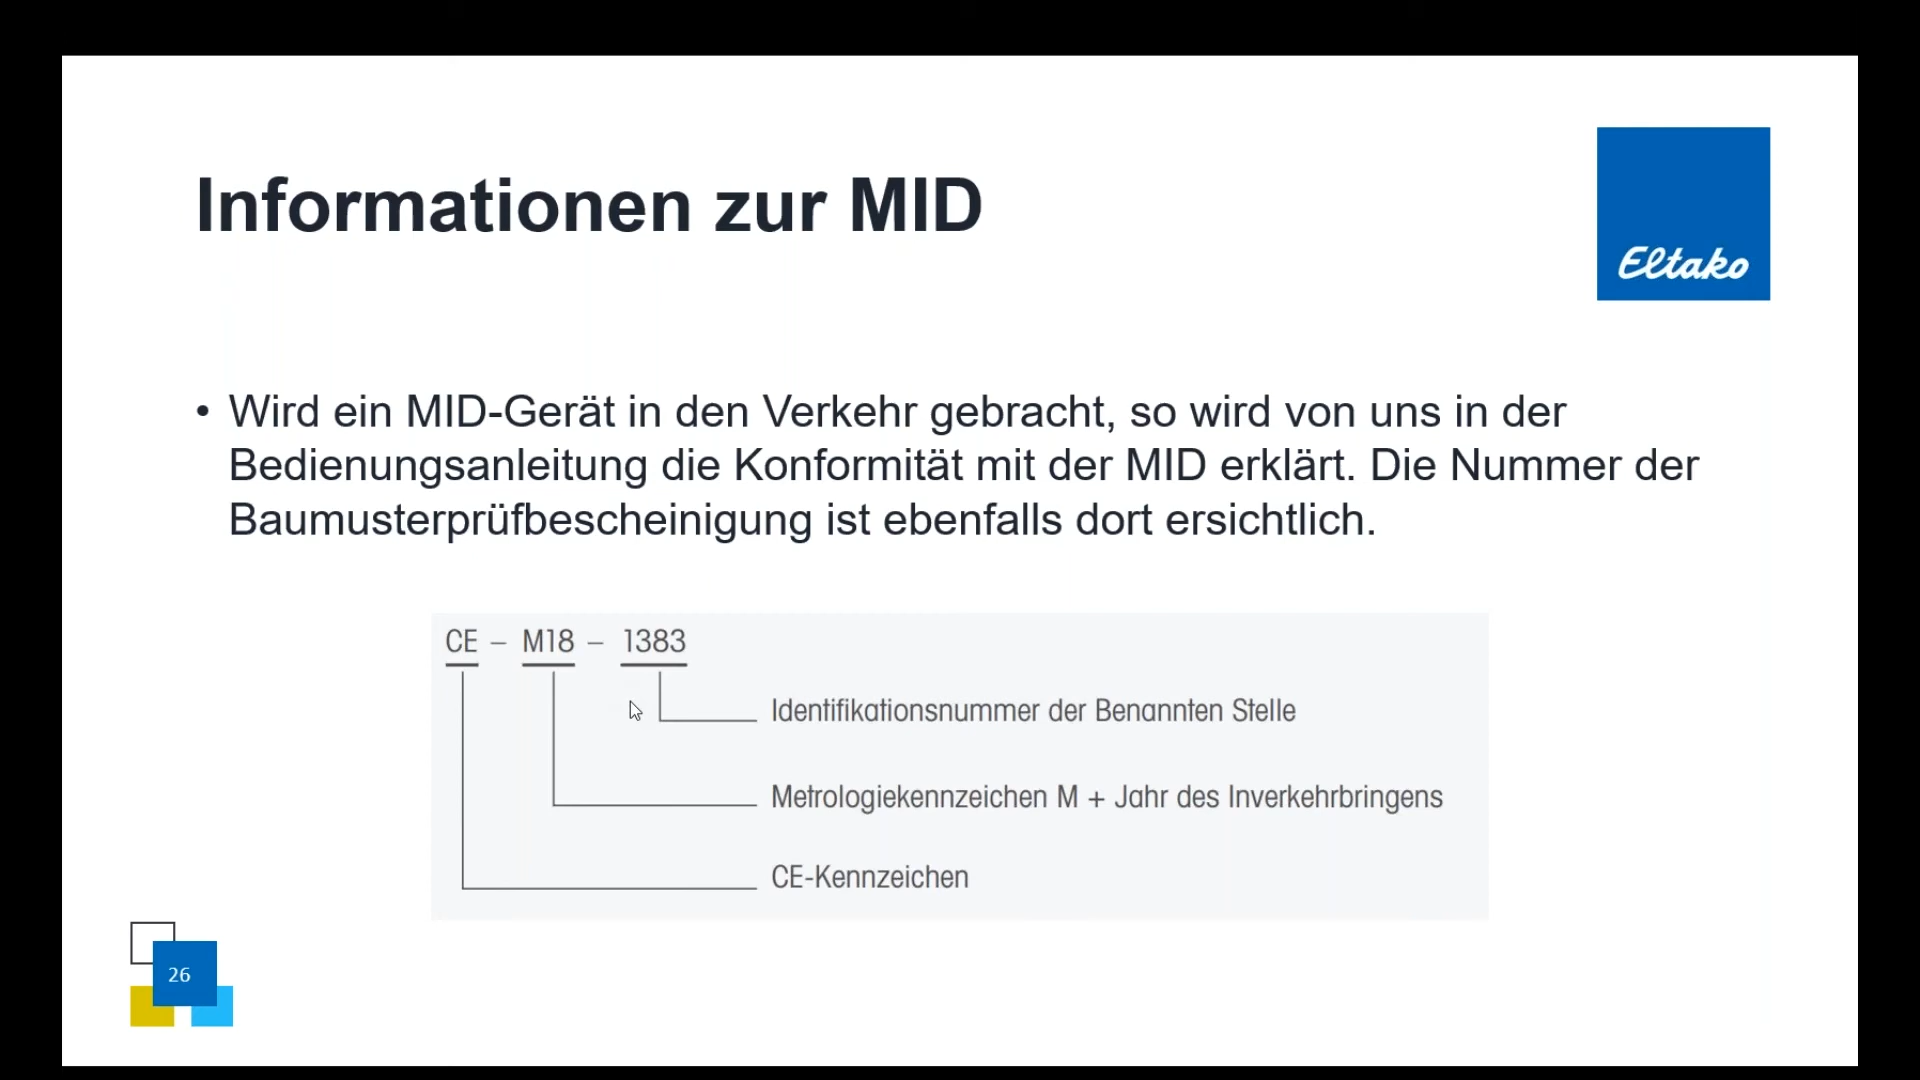 Informationen zur MID
Eltako
• Wird ein MID-Gerät in den Verkehr gebracht, so wird von uns in der
Bedienungsanleitung die Konformität mit der MID erklärt. Die Nummer der
Baumusterprüfbescheinigung ist ebenfalls dort ersichtlich.
CE – M18 – 1383
Identifikationsnummer der Benannten Stelle
Metrologiekennzeichen M + Jahr des Inverkehrbringens
CE-Kennzeichen
26